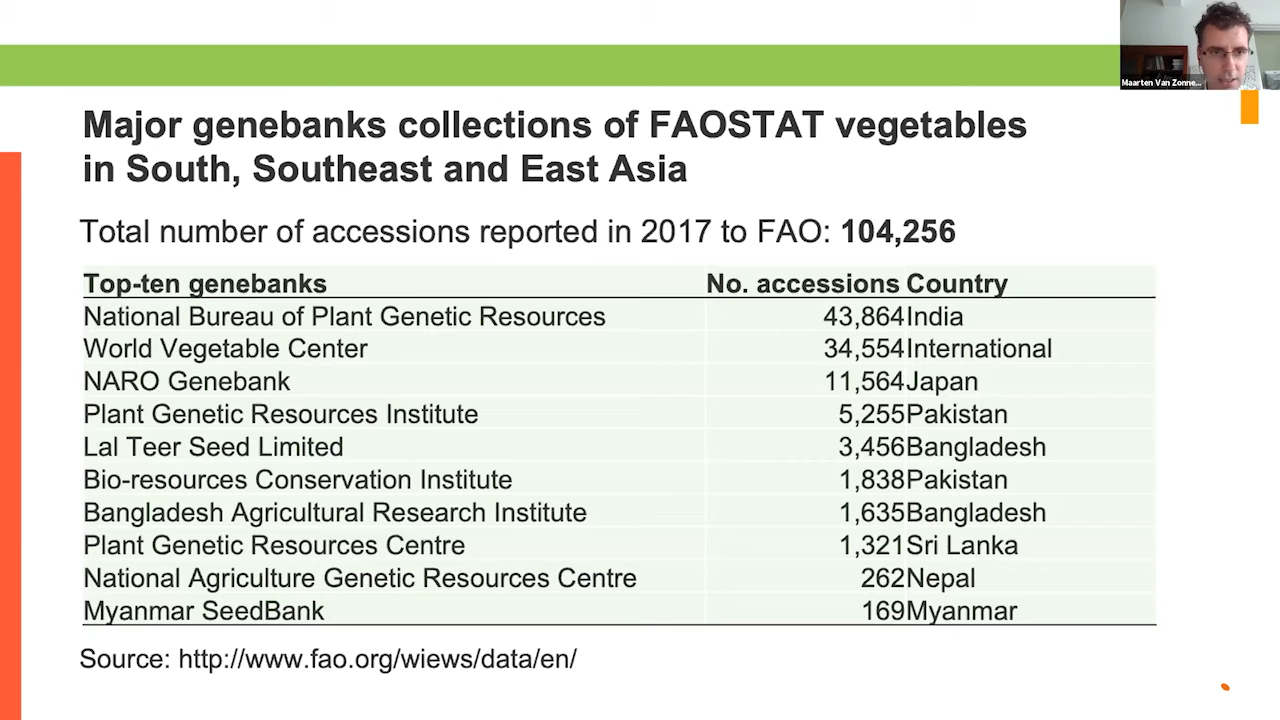 Maarten Van Zonne...
Major genebanks collections of FAOSTAT vegetables
in South, Southeast and East Asia
Total number of accessions reported in 2017 to FAO: 104,256
Top-ten genebanks No. accessions Country
National Bureau of Plant Genetic Resources 43,864 India
World Vegetable Center 34,554 International
NARO Genebank 11,564 Japan
Plant Genetic Resources Institute 5,255 Pakistan
Lal Teer Seed Limited 3,456 Bangladesh
Bio-resources Conservation Institute 1,838 Pakistan
Bangladesh Agricultural Research Institute 1,635 Bangladesh
Plant Genetic Resources Centre 1,321 Sri Lanka
National Agriculture Genetic Resources Centre 262 Nepal
Myanmar SeedBank 169 Myanmar
Source: http://www.fao.org/wiews/data/en/